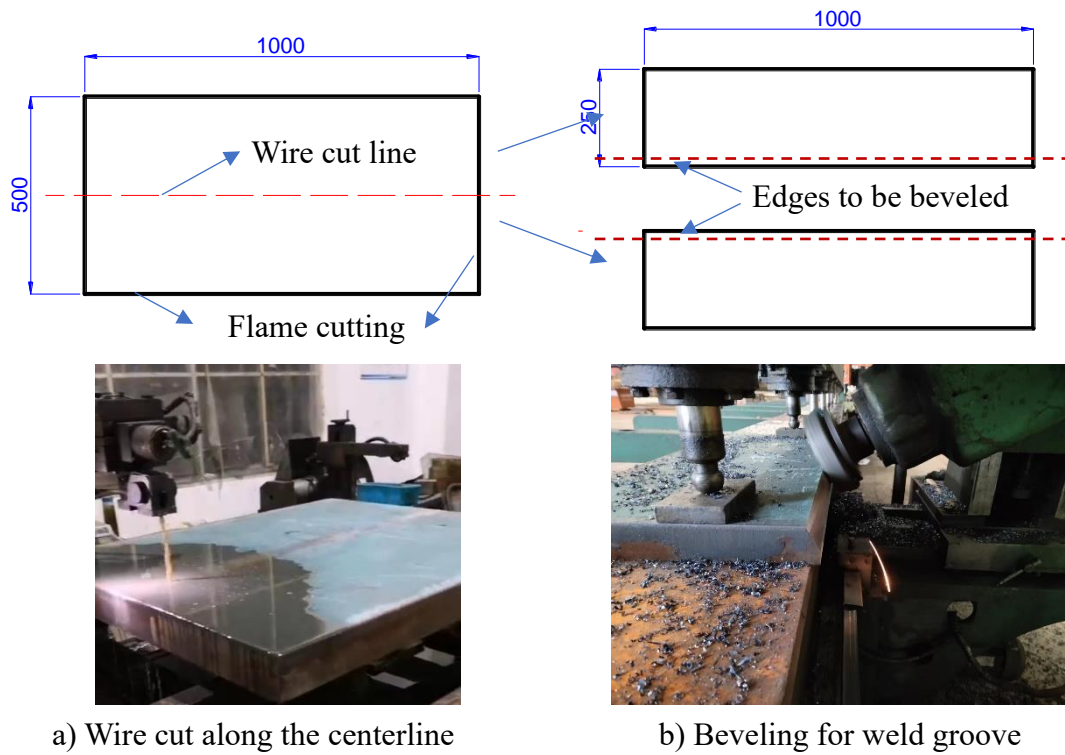 1000
1000
500
250
Wire cut line
Edges to be beveled
Flame cutting
a) Wire cut along the centerline
b) Beveling for weld groove